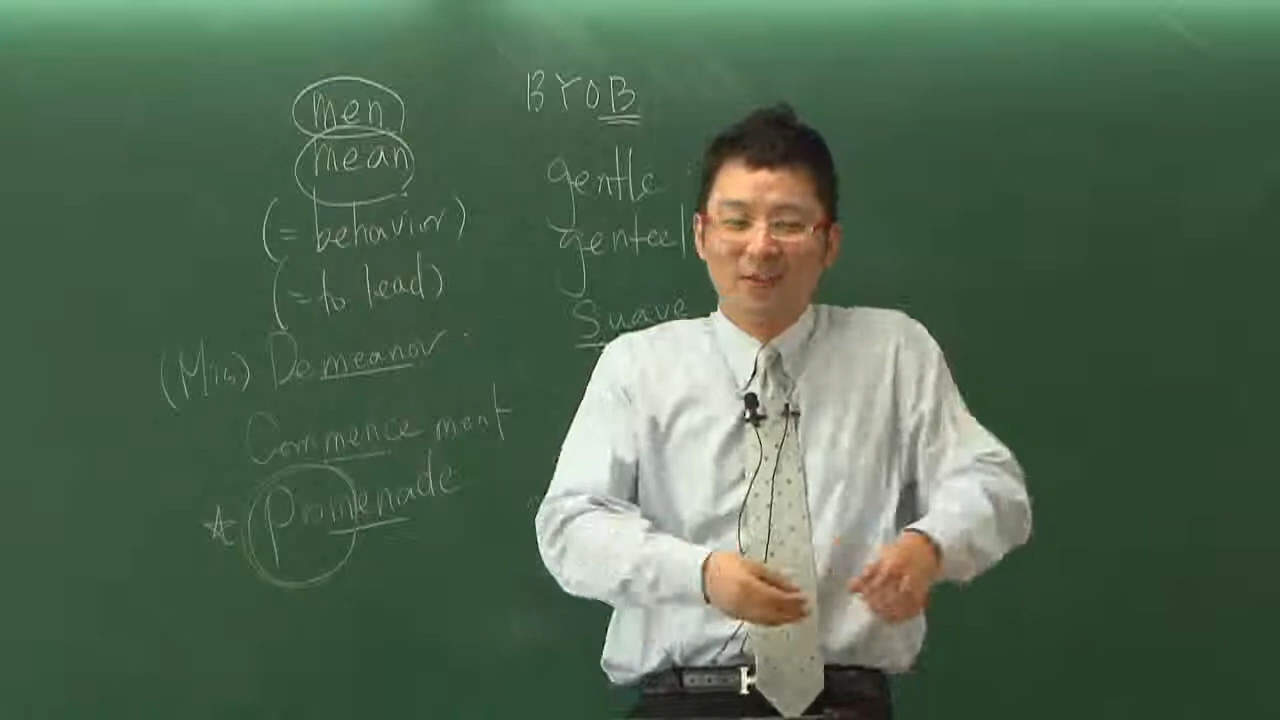 men
mean
(= behavior)
(= to lead)
(Mis) Demeanor
Commencement
☆ Promenade
BYOB
gentle
genteel
Suave